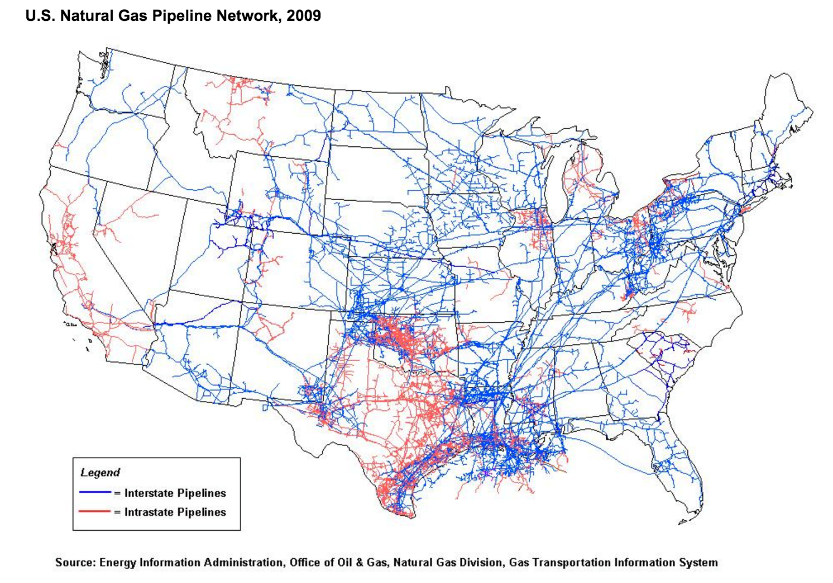 U.S. Natural Gas Pipeline Network, 2009
Legend
= Interstate Pipelines
= Intrastate Pipelines
Source: Energy Information Administration, Office of Oil & Gas, Natural Gas Division, Gas Transportation Information System